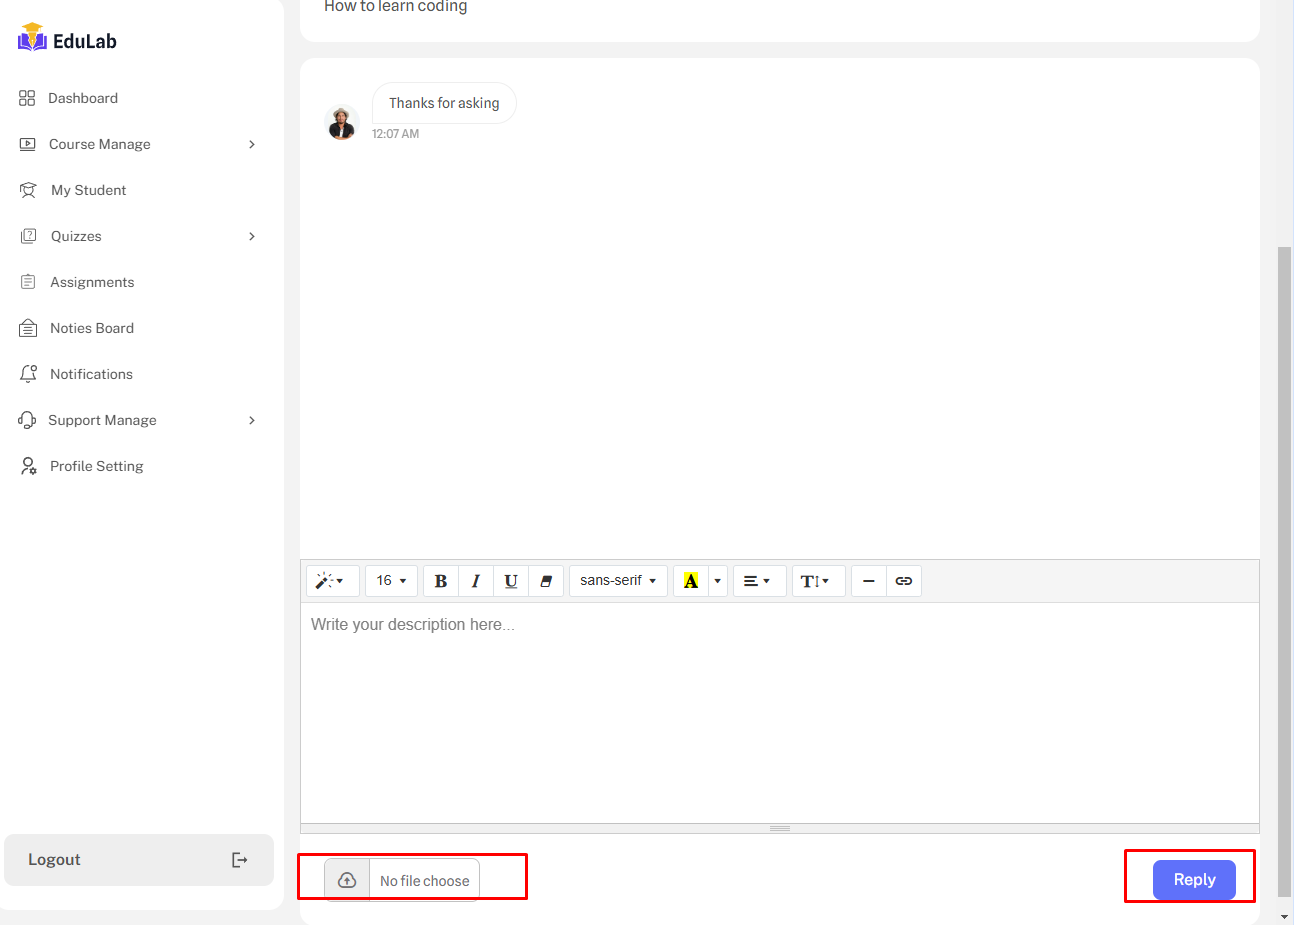 How to learn coding
EduLab
Dashboard
Course Manage
My Student
Quizzes
Assignments
Noties Board
Notifications
Support Manage
Profile Setting
Logout
Thanks for asking
12:07 AM
16 B I U sans-serif A T
Write your description here...
No file choose
Reply